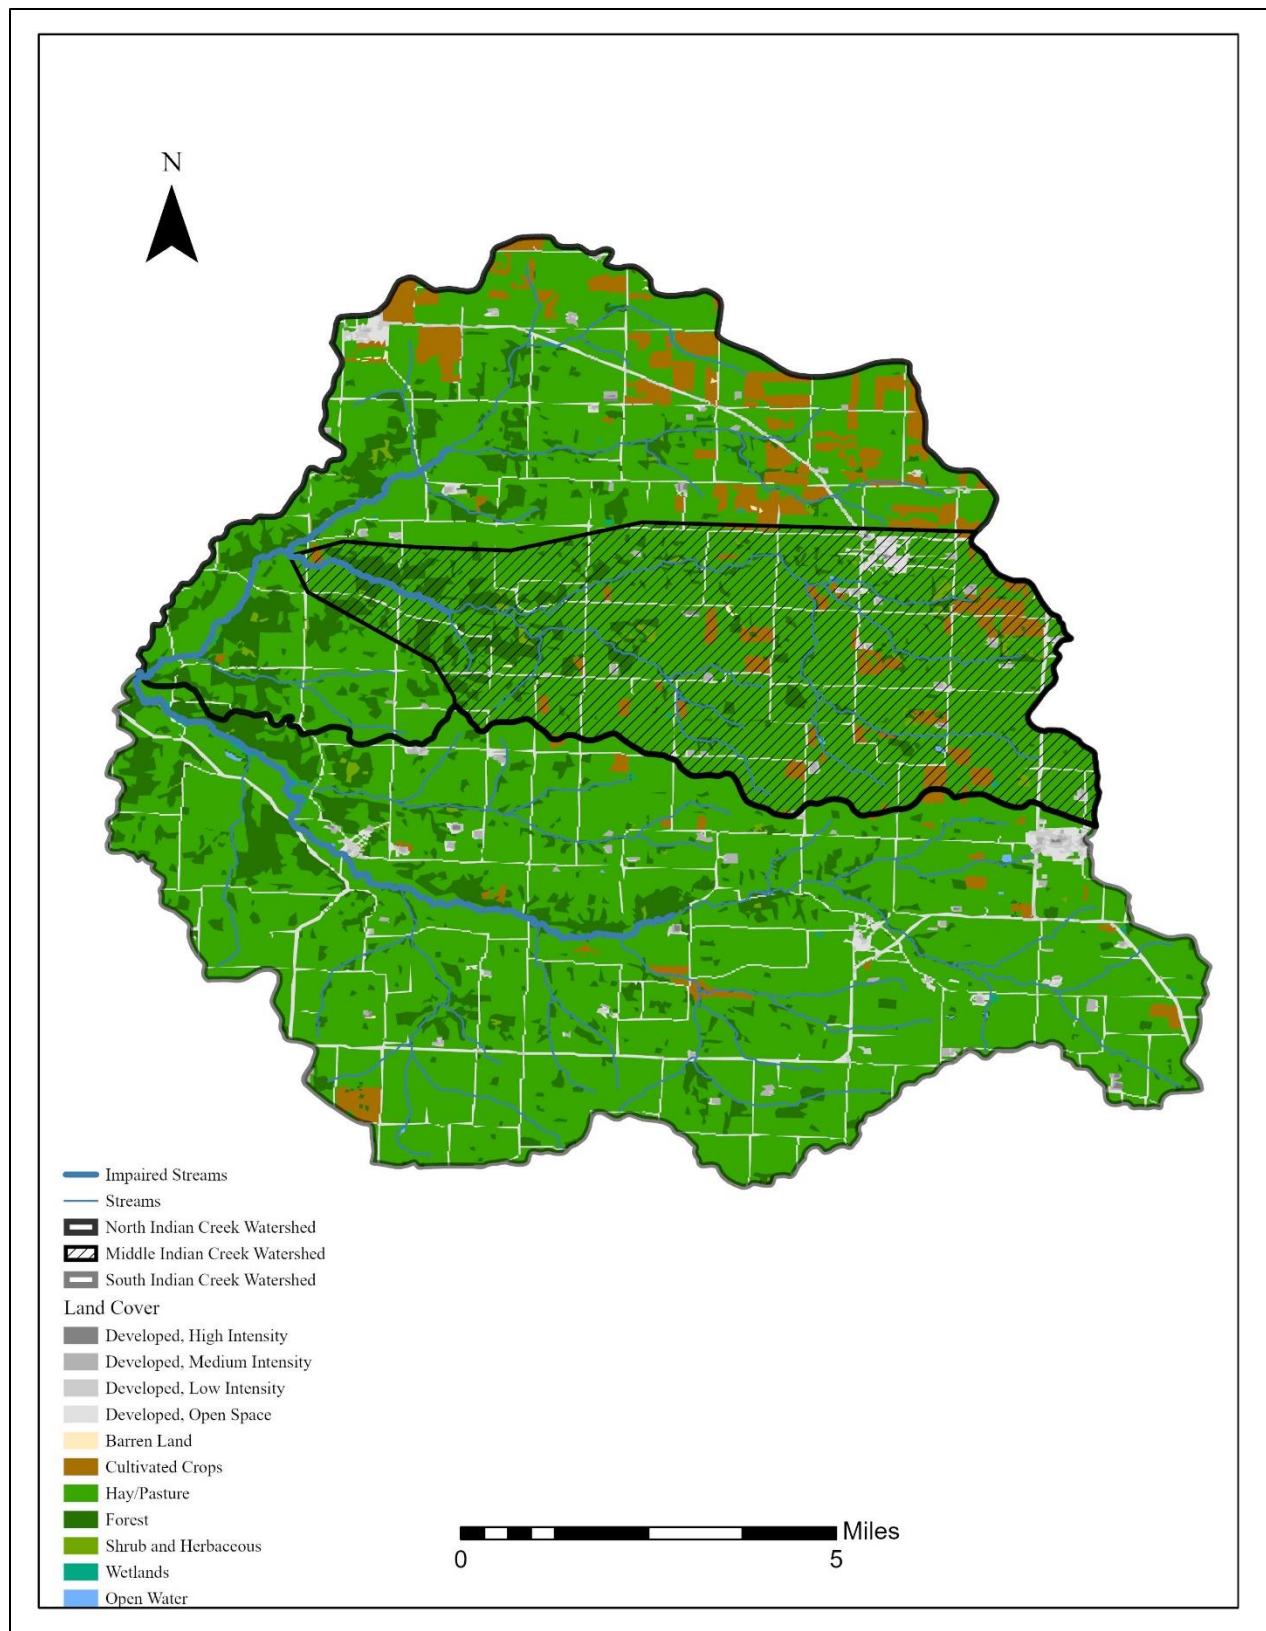 N
Impaired Streams
Streams
North Indian Creek Watershed
Middle Indian Creek Watershed
South Indian Creek Watershed
Land Cover
Developed, High Intensity
Developed, Medium Intensity
Developed, Low Intensity
Developed, Open Space
Barren Land
Cultivated Crops
Hay/Pasture
Forest
Shrub and Herbaceous
Wetlands
Open Water
Miles
0 5